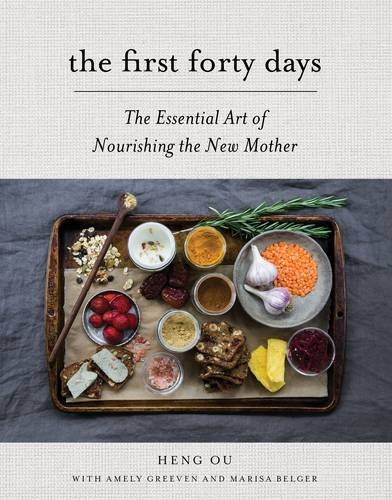 the first forty days
The Essential Art of
Nourishing the New Mother
HENG OU
WITH AMELY GREEVEN AND MARISA BELGER